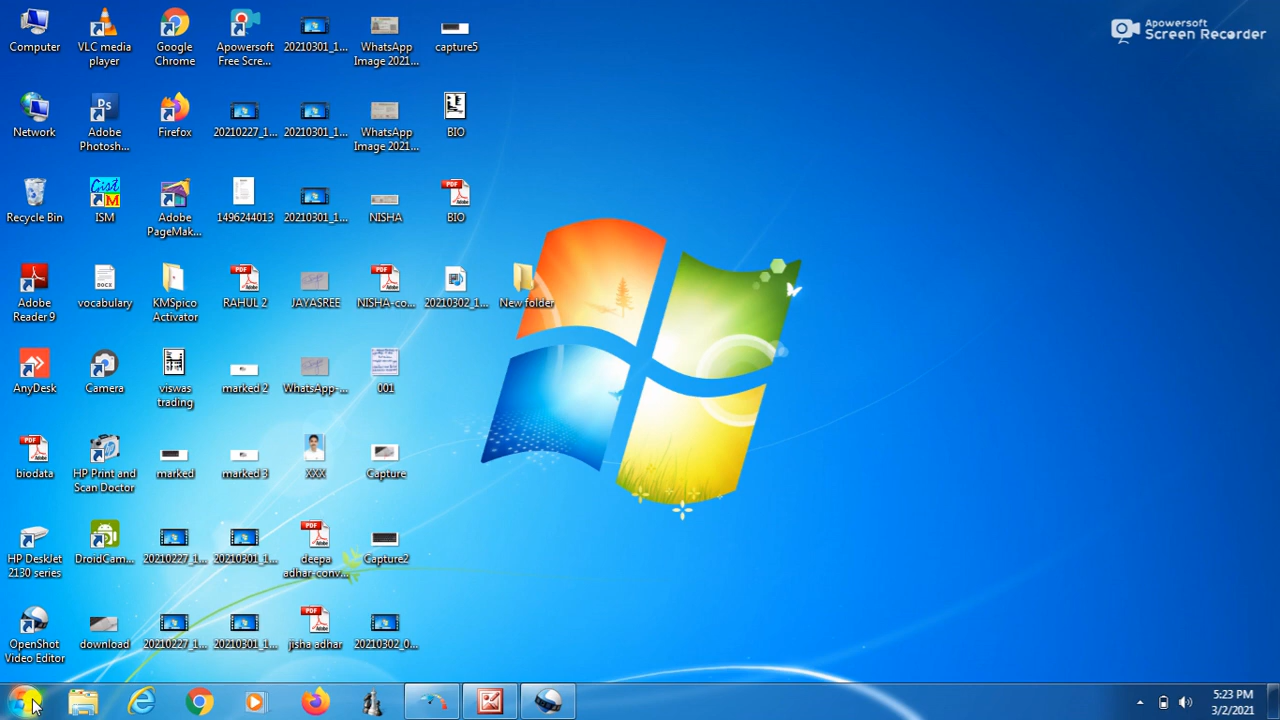 Computer
VLC media
player
Google
Chrome
Apowersoft
Free Scre...
20210301_1...
WhatsApp
Image 2021...
capture5
Apowersoft
Screen Recorder
Network
Adobe
Photosh...
Firefox
20210227_1...
20210301_1...
WhatsApp
Image 2021...
BIO
Recycle Bin
ISM
Adobe
PageMak...
1496244013
20210301_1...
NISHA
BIO
Adobe
Reader 9
vocabulary
KMSpico
Activator
RAHUL 2
JAYASREE
NISHA-co...
20210302_1...
New folder
AnyDesk
Camera
viswas
trading
marked 2
WhatsApp-...
001
biodata
HP Print and
Scan Doctor
marked
marked 3
XXX
Capture
HP Deskjet
2130 series
DroidCam...
20210227_1...
20210301_1...
deepa
adhar-conv...
Capture2
OpenShot
Video Editor
download
20210227_1...
20210301_1...
jisha adhar
20210302_0...
5:23 PM
3/2/2021